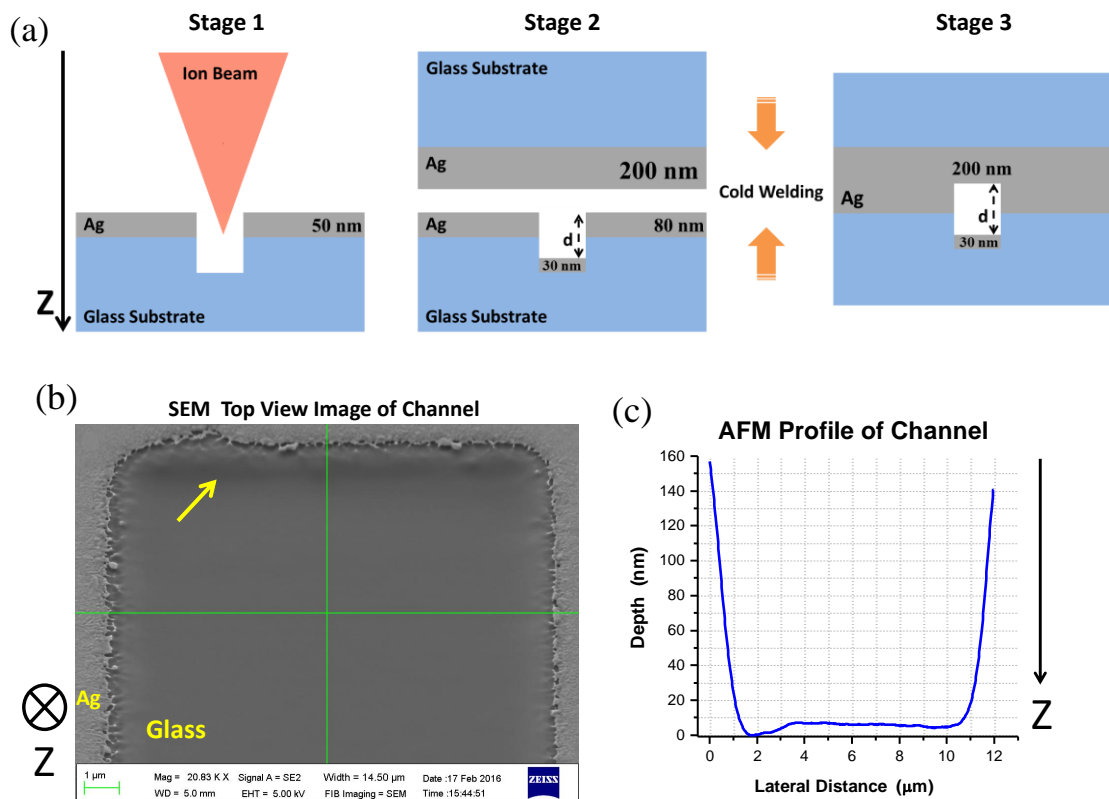 (a)
Stage 1
Stage 2
Stage 3
Ion Beam
Ag
50 nm
Glass Substrate
Z
Glass Substrate
Ag
200 nm
Ag
d
80 nm
30 nm
Glass Substrate
Cold Welding
200 nm
Ag
d
30 nm
(b)
SEM Top View Image of Channel
Ag
Glass
Z
1 µm
Mag = 20.83 K X
Signal A = SE2
Width = 14.50 µm
Date :17 Feb 2016
WD = 5.0 mm
EHT = 5.00 kV
FIB Imaging = SEM
Time :15:44:51
ZEISS
(c)
AFM Profile of Channel
Depth (nm)
160
140
120
100
80
60
40
20
0
0 2 4 6 8 10 12
Lateral Distance (µm)
Z